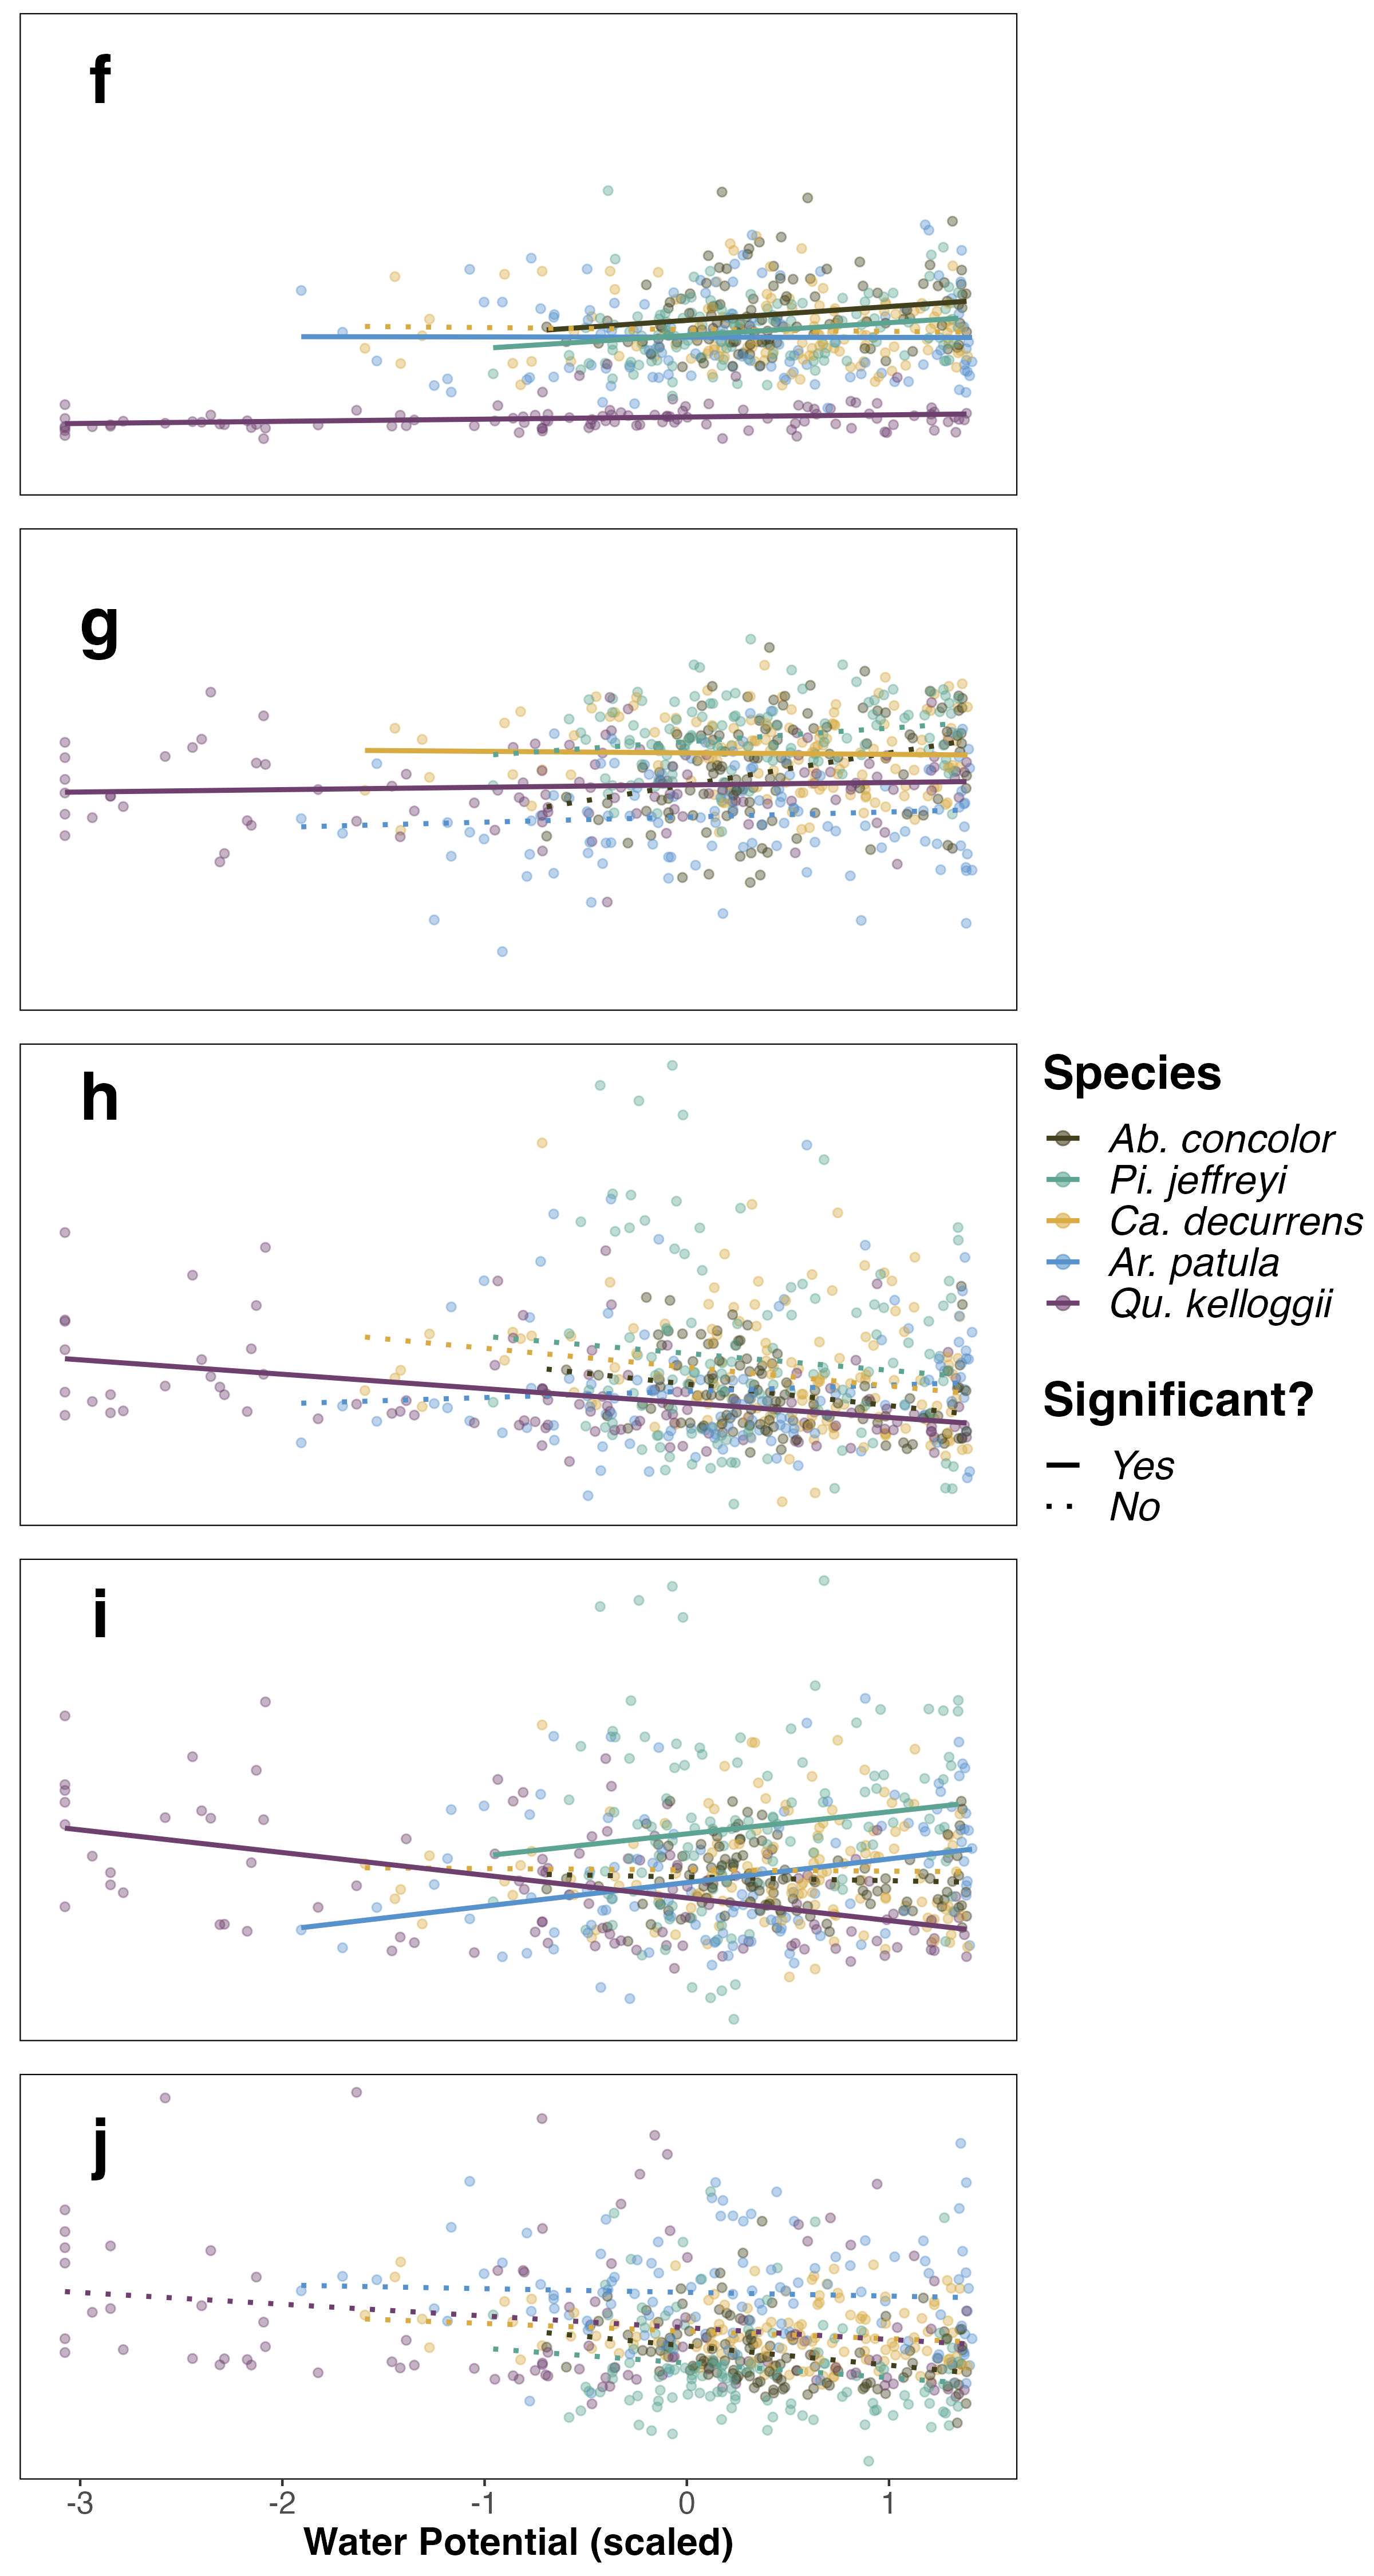 f
g
h
Species
Ab. concolor
Pi. jeffreyi
Ca. decurrens
Ar. patula
Qu. kelloggii
Significant?
Yes
No
i
j
-3 -2 -1 0 1
Water Potential (scaled)